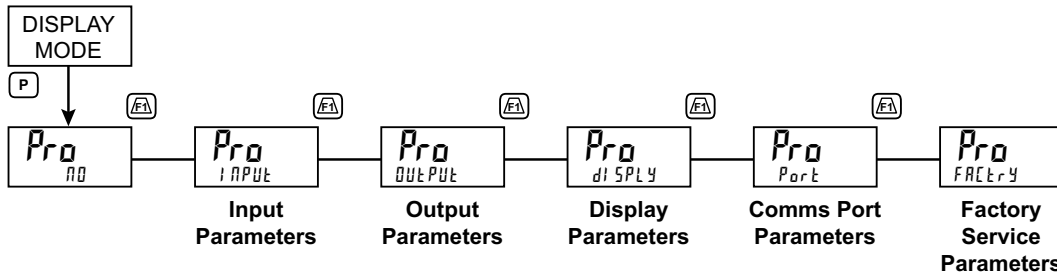 DISPLAY
MODE
P
F1 F1 F1 F1 F1
Pro Pro Pro Pro Pro Pro
NO INPUt OUtPUt dISPLY Port FACtrY
Input Output Display Comms Port Factory
Parameters Parameters Parameters Parameters Service
Parameters